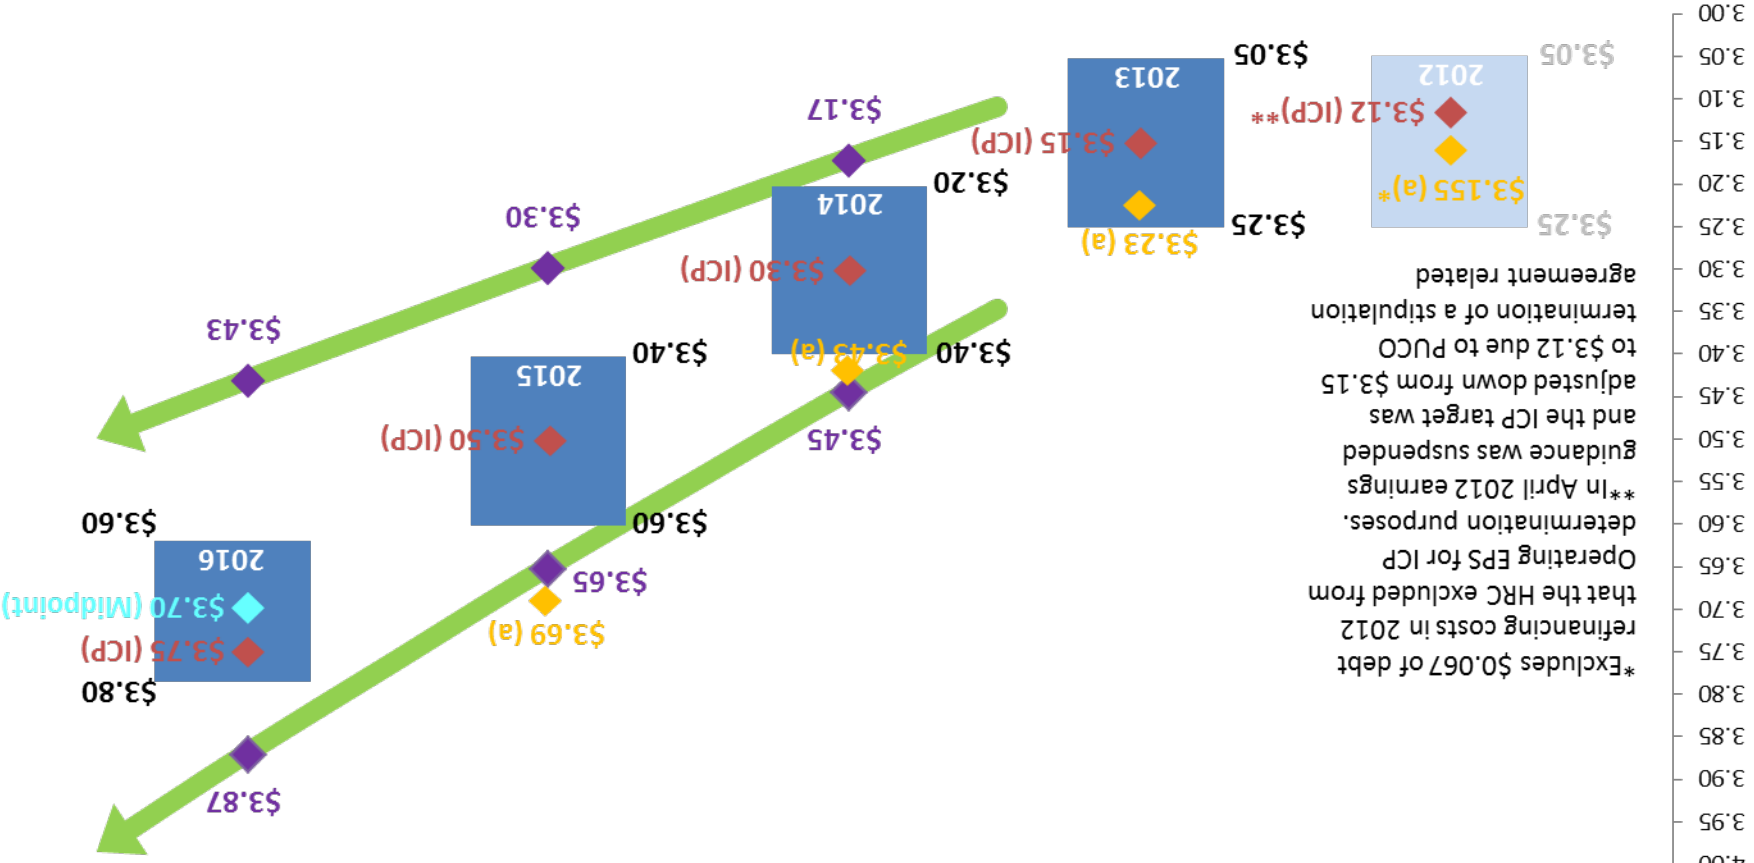 4.00
3.95
3.90
3.85
3.80
3.75
3.70
3.65
3.60
3.55
3.50
3.45
3.40
3.35
3.30
3.25
3.20
3.15
3.10
3.05
3.00
*Excludes $0.067 of debt
refinancing costs in 2012
that the HRC excluded from
Operating EPS for ICP
determination purposes.
**In April 2012 earnings
guidance was suspended
and the ICP target was
adjusted down from $3.15
to $3.12 due to PUCO
termination of a stipulation
agreement related
$3.25
$3.155 (a)*
$3.12 (ICP)**
2012
$3.05
$3.25
$3.23 (a)
$3.15 (ICP)
2013
$3.05
$3.45
$3.43 (a)
$3.40
$3.30 (ICP)
2014
$3.20
$3.17
$3.69 (a)
$3.65
$3.60
$3.50 (ICP)
2015
$3.40
$3.30
$3.87
$3.80
$3.75 (ICP)
$3.70 (Midpoint)
2016
$3.60
$3.43